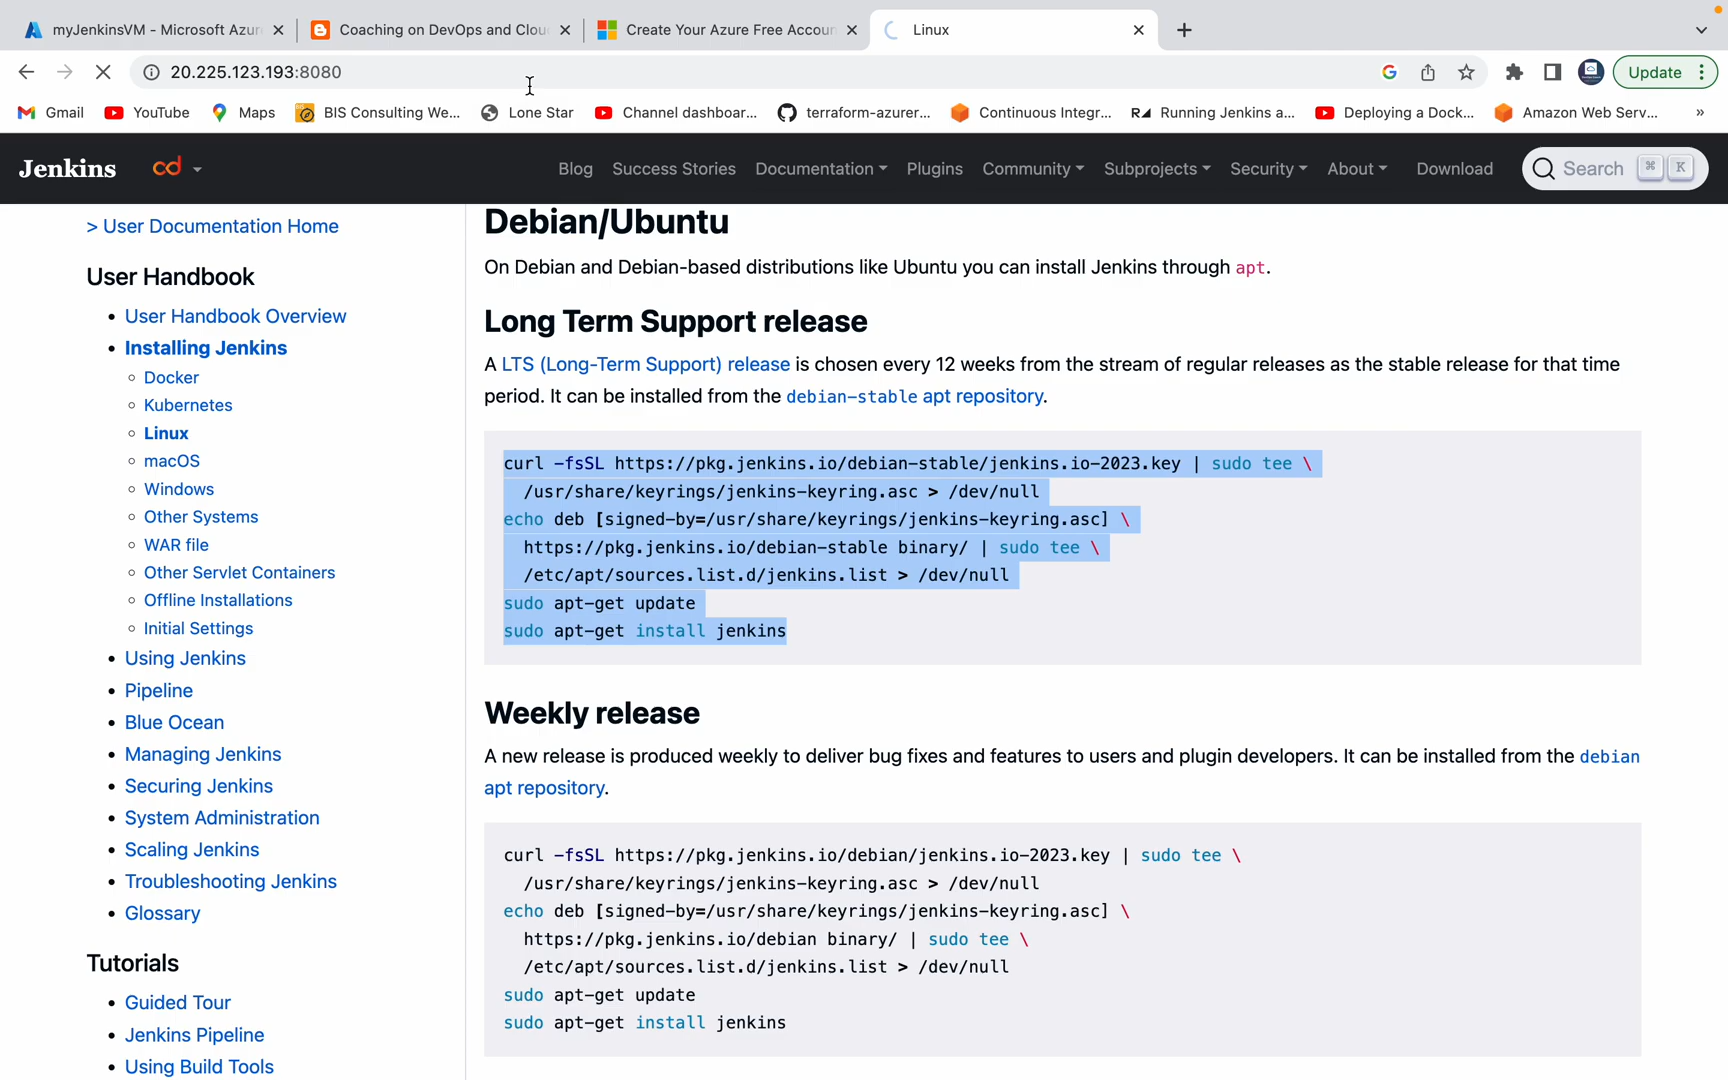 myJenkinsVM - Microsoft Azur
Coaching on DevOps and Clou
Create Your Azure Free Accoun
Linux
20.225.123.193:8080
Update
Gmail
YouTube
Maps
BIS Consulting We...
Lone Star
Channel dashboar...
terraform-azurer...
Continuous Integr...
Running Jenkins a...
Deploying a Dock...
Amazon Web Serv...
»
Jenkins
cd
Blog
Success Stories
Documentation
Plugins
Community
Subprojects
Security
About
Download
Search ⌘ K
> User Documentation Home
User Handbook
User Handbook Overview
Installing Jenkins
Docker
Kubernetes
Linux
macOS
Windows
Other Systems
WAR file
Other Servlet Containers
Offline Installations
Initial Settings
Using Jenkins
Pipeline
Blue Ocean
Managing Jenkins
Securing Jenkins
System Administration
Scaling Jenkins
Troubleshooting Jenkins
Glossary
Tutorials
Guided Tour
Jenkins Pipeline
Using Build Tools
Debian/Ubuntu
On Debian and Debian-based distributions like Ubuntu you can install Jenkins through apt.
Long Term Support release
A LTS (Long-Term Support) release is chosen every 12 weeks from the stream of regular releases as the stable release for that time
period. It can be installed from the debian-stable apt repository.
curl -fsSL https://pkg.jenkins.io/debian-stable/jenkins.io-2023.key | sudo tee \
/usr/share/keyrings/jenkins-keyring.asc > /dev/null
echo deb [signed-by=/usr/share/keyrings/jenkins-keyring.asc] \
https://pkg.jenkins.io/debian-stable binary/ | sudo tee \
/etc/apt/sources.list.d/jenkins.list > /dev/null
sudo apt-get update
sudo apt-get install jenkins
Weekly release
A new release is produced weekly to deliver bug fixes and features to users and plugin developers. It can be installed from the debian
apt repository.
curl -fsSL https://pkg.jenkins.io/debian/jenkins.io-2023.key | sudo tee \
/usr/share/keyrings/jenkins-keyring.asc > /dev/null
echo deb [signed-by=/usr/share/keyrings/jenkins-keyring.asc] \
https://pkg.jenkins.io/debian binary/ | sudo tee \
/etc/apt/sources.list.d/jenkins.list > /dev/null
sudo apt-get update
sudo apt-get install jenkins